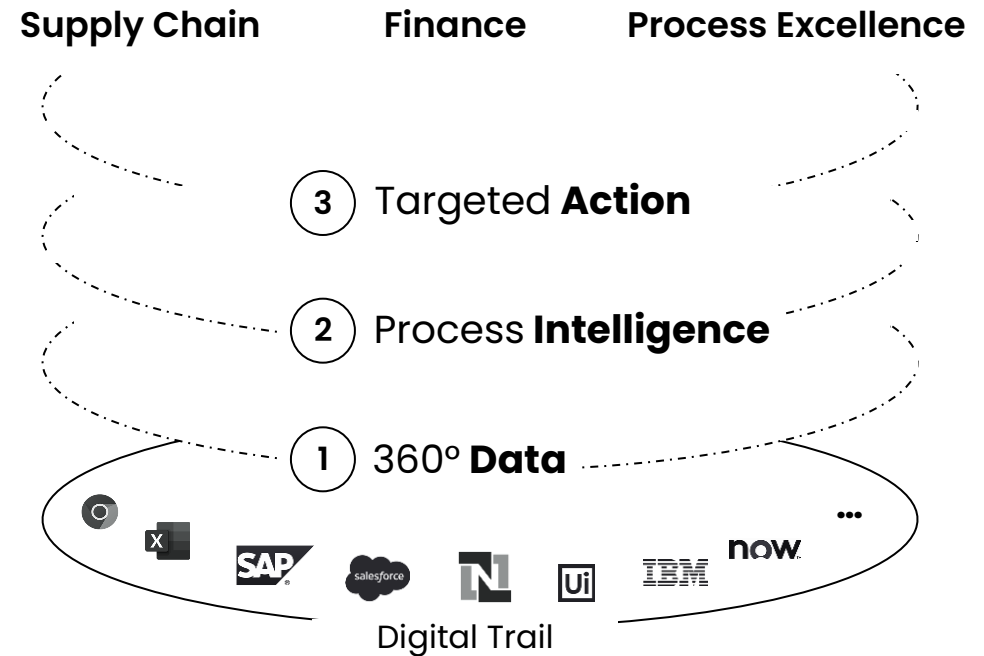 Supply Chain Finance Process Excellence
3 Targeted Action
2 Process Intelligence
1 360° Data
...
now
X SAP salesforce N Ui IBM
Digital Trail